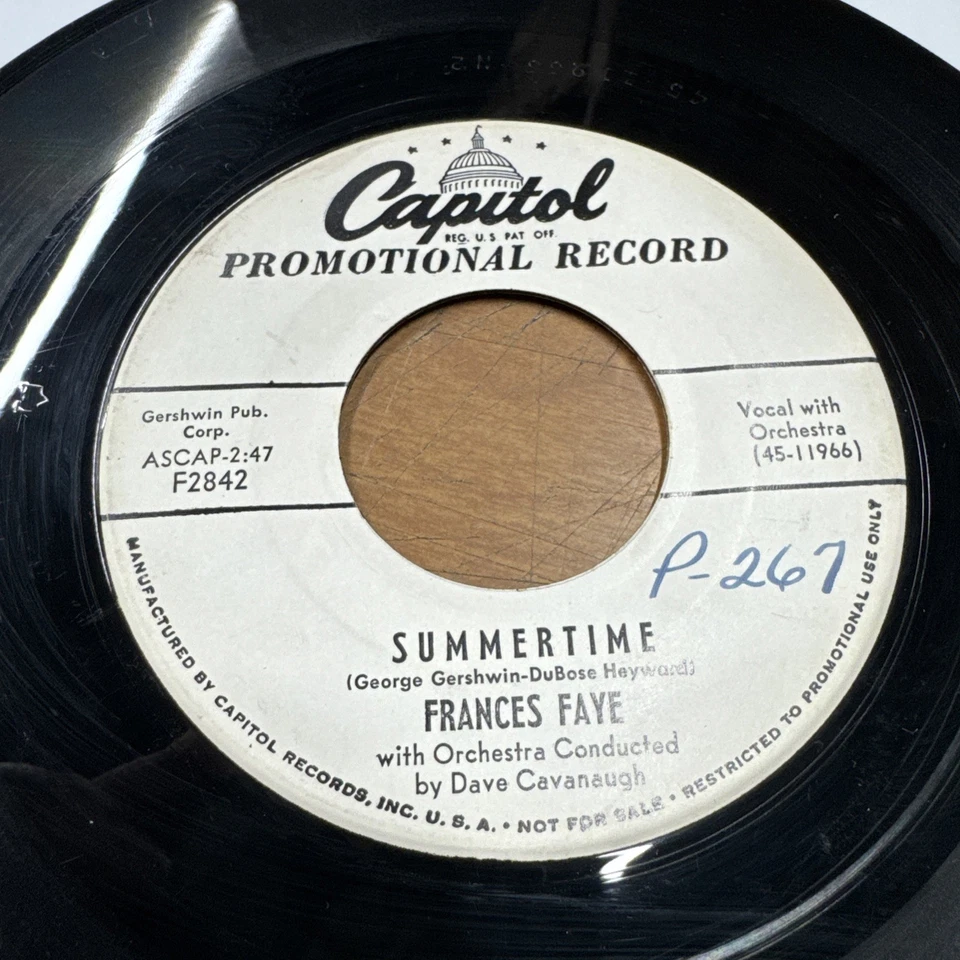 Capitol
REG. U.S. PAT. OFF.
PROMOTIONAL RECORD
Gershwin Pub.
Corp.
ASCAP-2:47
F2842
Vocal with
Orchestra
(45-11966)
P-267
SUMMERTIME
(George Gershwin-DuBose Heyward)
FRANCES FAYE
with Orchestra Conducted
by Dave Cavanaugh
MANUFACTURED BY CAPITOL RECORDS, INC. U.S.A. • NOT FOR SALE • RESTRICTED TO PROMOTIONAL USE ONLY